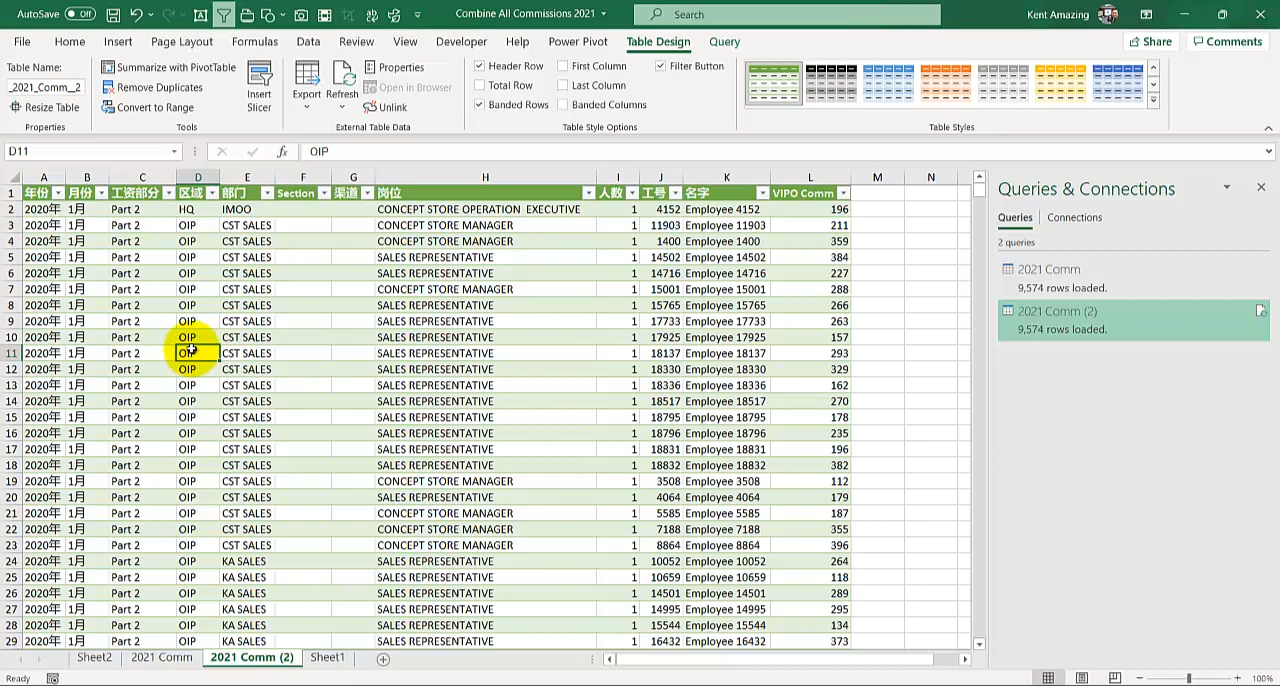 AutoSave Off Combine All Commissions 2021 Search Kent Amazing
File Home Insert Draw Page Layout Formulas Data Review View Developer Help Power Pivot Table Design Query Share Comments
Table Name: Summarize with PivotTable Properties Header Row First Column Filter Button
_2021_Comm__2 Remove Duplicates Insert Slicer Export Refresh Open in Browser Total Row Last Column
Resize Table Convert to Range Unlink Banded Rows Banded Columns
Properties Tools External Table Data Table Style Options Table Styles
D11 fx OIP
A B C D E F G H I J K L M N
1 年份 月份 工资部分 区域 部门 Section 渠道 岗位 人数 工号 名字 VIPO Comm
2 2020年 1月 Part 2 HQ IMOO CONCEPT STORE OPERATION EXECUTIVE 1 4152 Employee 4152 196
3 2020年 1月 Part 2 OIP CST SALES CONCEPT STORE MANAGER 1 11903 Employee 11903 211
4 2020年 1月 Part 2 OIP CST SALES CONCEPT STORE MANAGER 1 1400 Employee 1400 359
5 2020年 1月 Part 2 OIP CST SALES SALES REPRESENTATIVE 1 14502 Employee 14502 384
6 2020年 1月 Part 2 OIP CST SALES SALES REPRESENTATIVE 1 14716 Employee 14716 227
7 2020年 1月 Part 2 OIP CST SALES CONCEPT STORE MANAGER 1 15001 Employee 15001 288
8 2020年 1月 Part 2 OIP CST SALES SALES REPRESENTATIVE 1 15765 Employee 15765 266
9 2020年 1月 Part 2 OIP CST SALES SALES REPRESENTATIVE 1 17733 Employee 17733 263
10 2020年 1月 Part 2 OIP CST SALES SALES REPRESENTATIVE 1 17925 Employee 17925 157
11 2020年 1月 Part 2 OIP CST SALES SALES REPRESENTATIVE 1 18137 Employee 18137 293
12 2020年 1月 Part 2 OIP CST SALES SALES REPRESENTATIVE 1 18330 Employee 18330 329
13 2020年 1月 Part 2 OIP CST SALES SALES REPRESENTATIVE 1 18336 Employee 18336 162
14 2020年 1月 Part 2 OIP CST SALES SALES REPRESENTATIVE 1 18517 Employee 18517 270
15 2020年 1月 Part 2 OIP CST SALES SALES REPRESENTATIVE 1 18795 Employee 18795 178
16 2020年 1月 Part 2 OIP CST SALES SALES REPRESENTATIVE 1 18796 Employee 18796 235
17 2020年 1月 Part 2 OIP CST SALES SALES REPRESENTATIVE 1 18831 Employee 18831 196
18 2020年 1月 Part 2 OIP CST SALES SALES REPRESENTATIVE 1 18832 Employee 18832 382
19 2020年 1月 Part 2 OIP CST SALES CONCEPT STORE MANAGER 1 3508 Employee 3508 112
20 2020年 1月 Part 2 OIP CST SALES SALES REPRESENTATIVE 1 4064 Employee 4064 179
21 2020年 1月 Part 2 OIP CST SALES CONCEPT STORE MANAGER 1 5585 Employee 5585 187
22 2020年 1月 Part 2 OIP CST SALES CONCEPT STORE MANAGER 1 7188 Employee 7188 355
23 2020年 1月 Part 2 OIP CST SALES CONCEPT STORE MANAGER 1 8864 Employee 8864 396
24 2020年 1月 Part 2 OIP KA SALES SALES REPRESENTATIVE 1 10052 Employee 10052 264
25 2020年 1月 Part 2 OIP KA SALES SALES REPRESENTATIVE 1 10659 Employee 10659 118
26 2020年 1月 Part 2 OIP KA SALES SALES REPRESENTATIVE 1 14501 Employee 14501 289
27 2020年 1月 Part 2 OIP KA SALES SALES REPRESENTATIVE 1 14995 Employee 14995 295
28 2020年 1月 Part 2 OIP KA SALES SALES REPRESENTATIVE 1 15544 Employee 15544 134
29 2020年 1月 Part 2 OIP KA SALES SALES REPRESENTATIVE 1 16432 Employee 16432 373
Queries & Connections
Queries Connections
2 queries
2021 Comm
9,574 rows loaded.
2021 Comm (2)
9,574 rows loaded.
Sheet2 2021 Comm 2021 Comm (2) Sheet1
Ready 100%